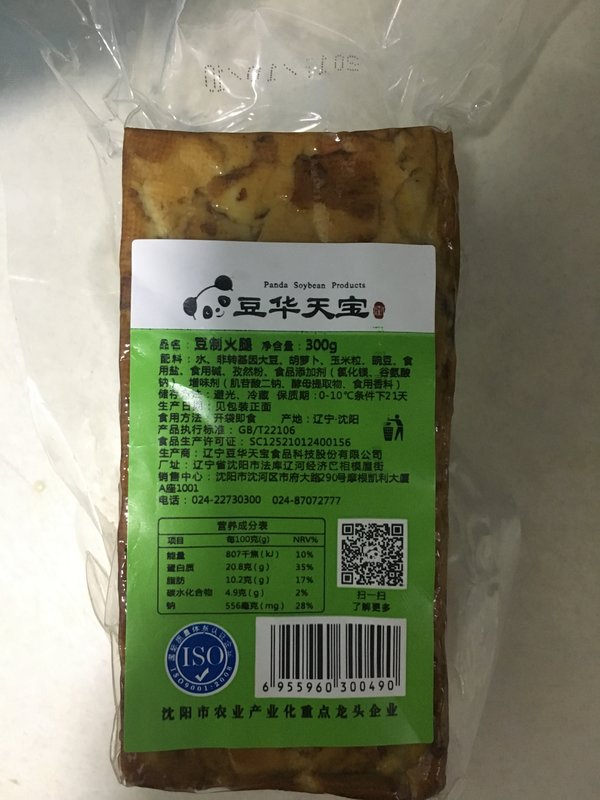 Panda Soybean Products
豆华天宝
品名：豆制火腿 净含量：300g
配料：水、非转基因大豆、胡萝卜、玉米粒、豌豆、食
用盐、食用碱、孜然粉、食品添加剂（氯化镁、谷氨酸
钠）、增味剂（肌苷酸二钠、酵母提取物、食用香料）
避光、冷藏 保质期：0-10℃条件下21天
生产日期：见包装正面
食用方法：开袋即食 产地：辽宁·沈阳
产品执行标准：GB/T22106
食品生产许可证：SC12521012400156
生产商：辽宁豆华天宝食品科技股份有限公司
厂址：辽宁省沈阳市法库辽河经济区柏模屋街
销售中心：沈阳市沈河区市府大路290号摩根凯利大厦
A座1001
电话：024-22730300 024-87072777
营养成分表
项目 每100克(g) NRV%
能量 807千焦(kJ) 10%
蛋白质 20.8克(g) 35%
脂肪 10.2克(g) 17%
碳水化合物 4.9克(g) 2%
钠 556毫克(mg) 28%
扫一扫
了解更多
ISO
ISO9001:2008
6 955960 300490
沈阳市农业产业化重点龙头企业